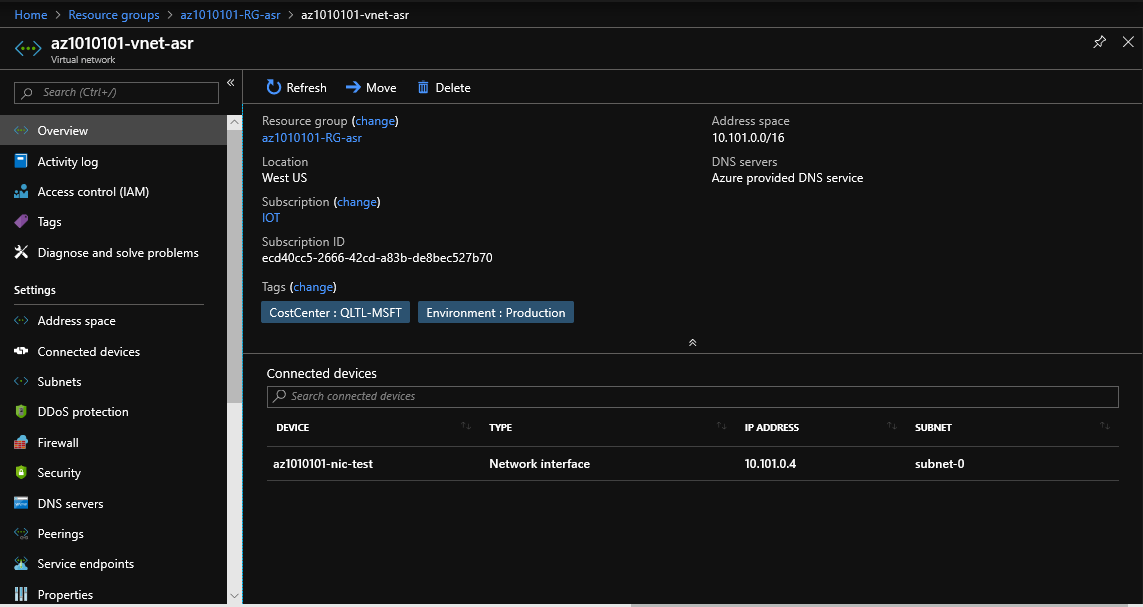 Home > Resource groups > az1010101-RG-asr > az1010101-vnet-asr
az1010101-vnet-asr
Virtual network
Search (Ctrl+/)
«
Overview
Activity log
Access control (IAM)
Tags
Diagnose and solve problems
Settings
Address space
Connected devices
Subnets
DDoS protection
Firewall
Security
DNS servers
Peerings
Service endpoints
Properties
Refresh Move Delete
Resource group (change)
az1010101-RG-asr
Location
West US
Subscription (change)
IOT
Subscription ID
ecd40cc5-2666-42cd-a83b-de8bec527b70
Tags (change)
CostCenter : QLTL-MSFT Environment : Production
Address space
10.101.0.0/16
DNS servers
Azure provided DNS service
Connected devices
Search connected devices
DEVICE TYPE IP ADDRESS SUBNET
az1010101-nic-test Network interface 10.101.0.4 subnet-0